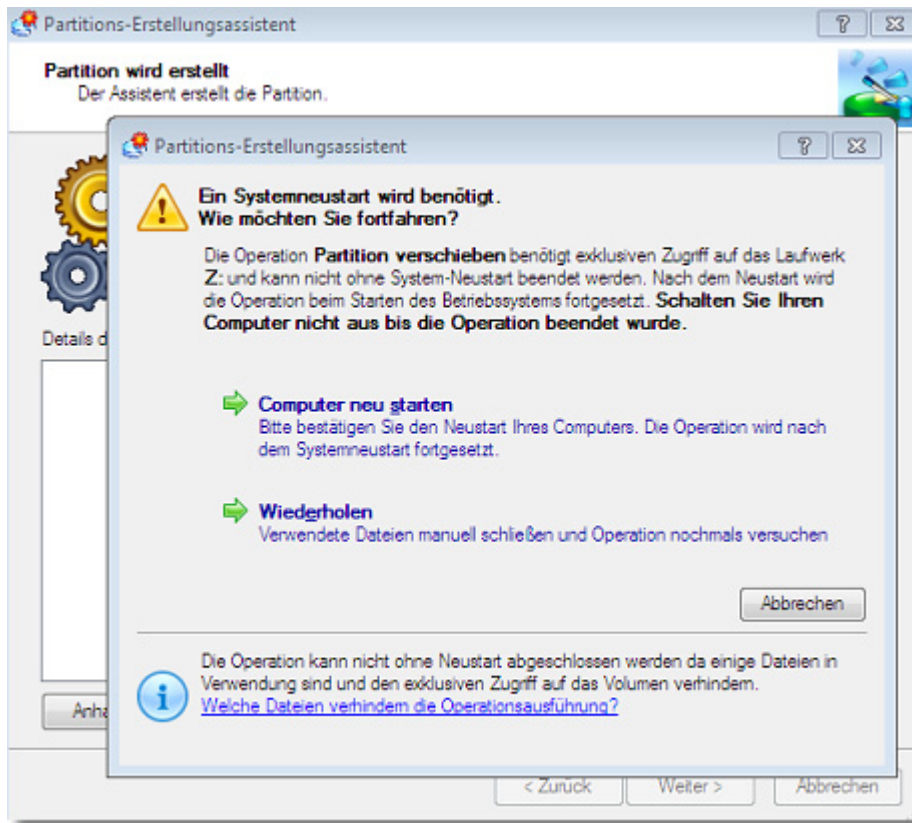 Partitions-Erstellungsassistent
Partition wird erstellt
Der Assistent erstellt die Partition.
Partitions-Erstellungsassistent
Ein Systemneustart wird benötigt.
Wie möchten Sie fortfahren?
Die Operation Partition verschieben benötigt exklusiven Zugriff auf das Laufwerk
Z: und kann nicht ohne System-Neustart beendet werden. Nach dem Neustart wird
die Operation beim Starten des Betriebssystems fortgesetzt. Schalten Sie Ihren
Computer nicht aus bis die Operation beendet wurde.
Details d
Computer neu starten
Bitte bestätigen Sie den Neustart Ihres Computers. Die Operation wird nach
dem Systemneustart fortgesetzt.
Wiederholen
Verwendete Dateien manuell schließen und Operation nochmals versuchen
Abbrechen
Die Operation kann nicht ohne Neustart abgeschlossen werden da einige Dateien in
Verwendung sind und den exklusiven Zugriff auf das Volumen verhindern.
Welche Dateien verhindern die Operationsausführung?
Anha
< Zurück Weiter > Abbrechen